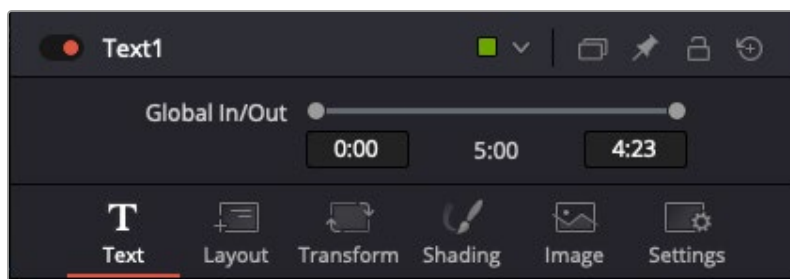 Text1
Global In/Out
0:00 5:00 4:23
T
Text Layout Transform Shading Image Settings